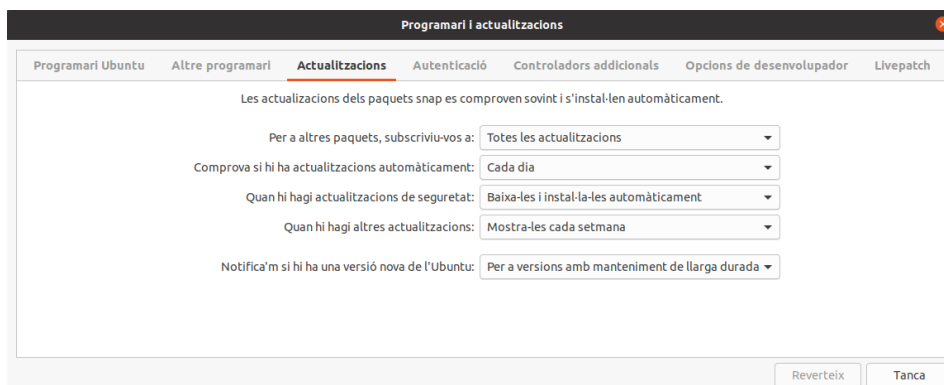 Programari i actualitzacions
Programari Ubuntu Altre programari Actualitzacions Autenticació Controladors addicionals Opcions de desenvolupador Livepatch
Les actualizacions dels paquets snap es comproven sovint i s'instal·len automàticament.
Per a altres paquets, subscriviu-vos a: Totes les actualitzacions
Comprova si hi ha actualitzacions automàticament: Cada dia
Quan hi hagi actualitzacions de seguretat: Baixa-les i instal·la-les automàticament
Quan hi hagi altres actualitzacions: Mostra-les cada setmana
Notifica'm si hi ha una versió nova de l'Ubuntu: Per a versions amb manteniment de llarga durada
Reverteix Tanca